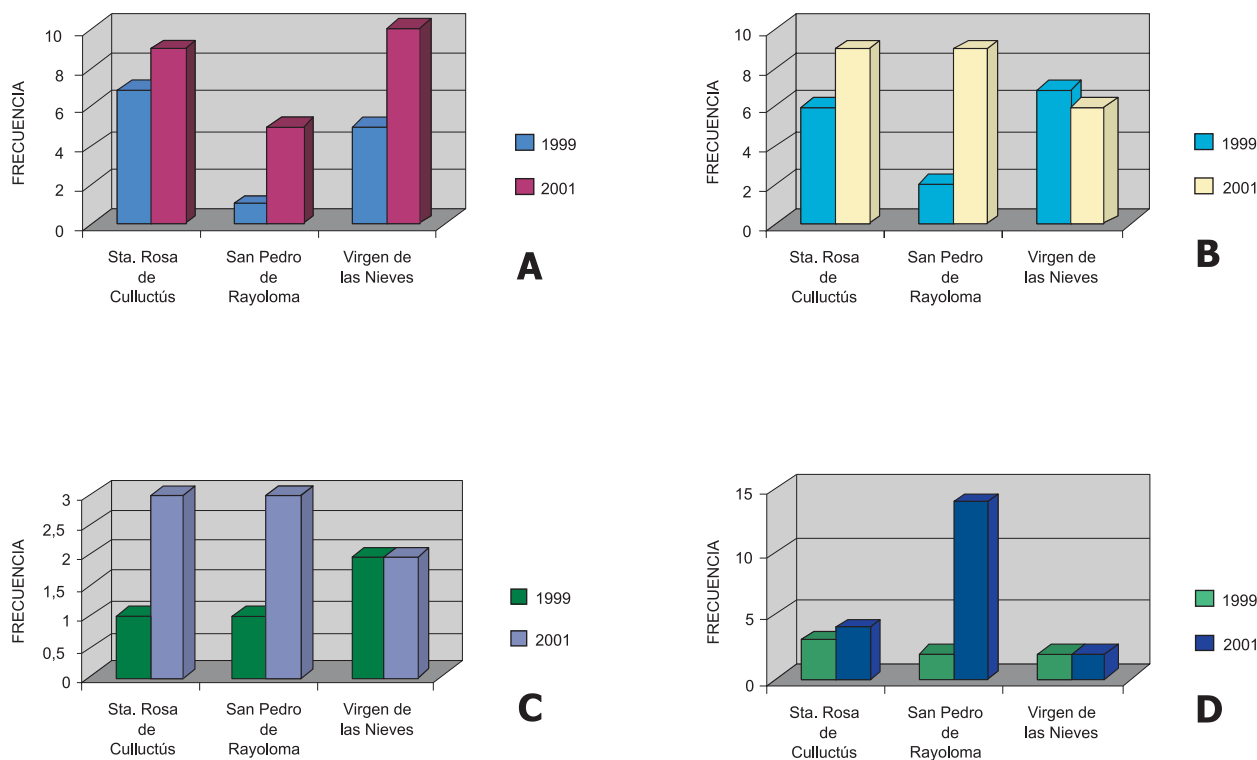 FRECUENCIA
10
8
6
4
2
0
Sta. Rosa
de
Culluctús
San Pedro
de
Rayoloma
Virgen de
las Nieves
1999
2001
A
FRECUENCIA
10
8
6
4
2
0
Sta. Rosa
de
Culluctús
San Pedro
de
Rayoloma
Virgen de
las Nieves
1999
2001
B
FRECUENCIA
3
2,5
2
1,5
1
0,5
0
Sta. Rosa
de
Culluctús
San Pedro
de
Rayoloma
Virgen de
las Nieves
1999
2001
C
FRECUENCIA
15
10
5
0
Sta. Rosa
de
Culluctús
San Pedro
de
Rayoloma
Virgen de
las Nieves
1999
2001
D